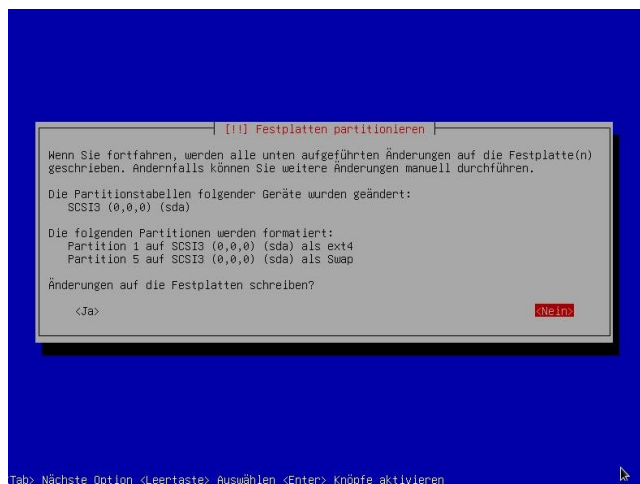 [!!] Festplatten partitionieren
Wenn Sie fortfahren, werden alle unten aufgeführten Änderungen auf die Festplatte(n)
geschrieben. Andernfalls können Sie weitere Änderungen manuell durchführen.
Die Partitionstabellen folgender Geräte wurden geändert:
SCSI3 (0,0,0) (sda)
Die folgenden Partitionen werden formatiert:
Partition 1 auf SCSI3 (0,0,0) (sda) als ext4
Partition 5 auf SCSI3 (0,0,0) (sda) als Swap
Änderungen auf die Festplatten schreiben?
<Ja> <Nein>
Tab> Nächste Option <Leertaste> Auswählen <Enter> Knöpfe aktivieren